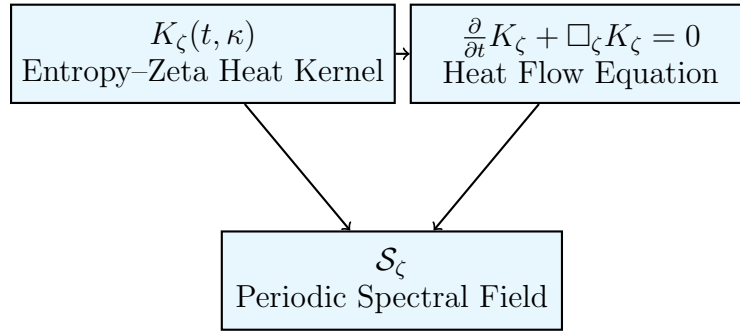 K_ζ(t, κ)
Entropy–Zeta Heat Kernel
∂/∂t K_ζ + □_ζ K_ζ = 0
Heat Flow Equation
𝒮_ζ
Periodic Spectral Field